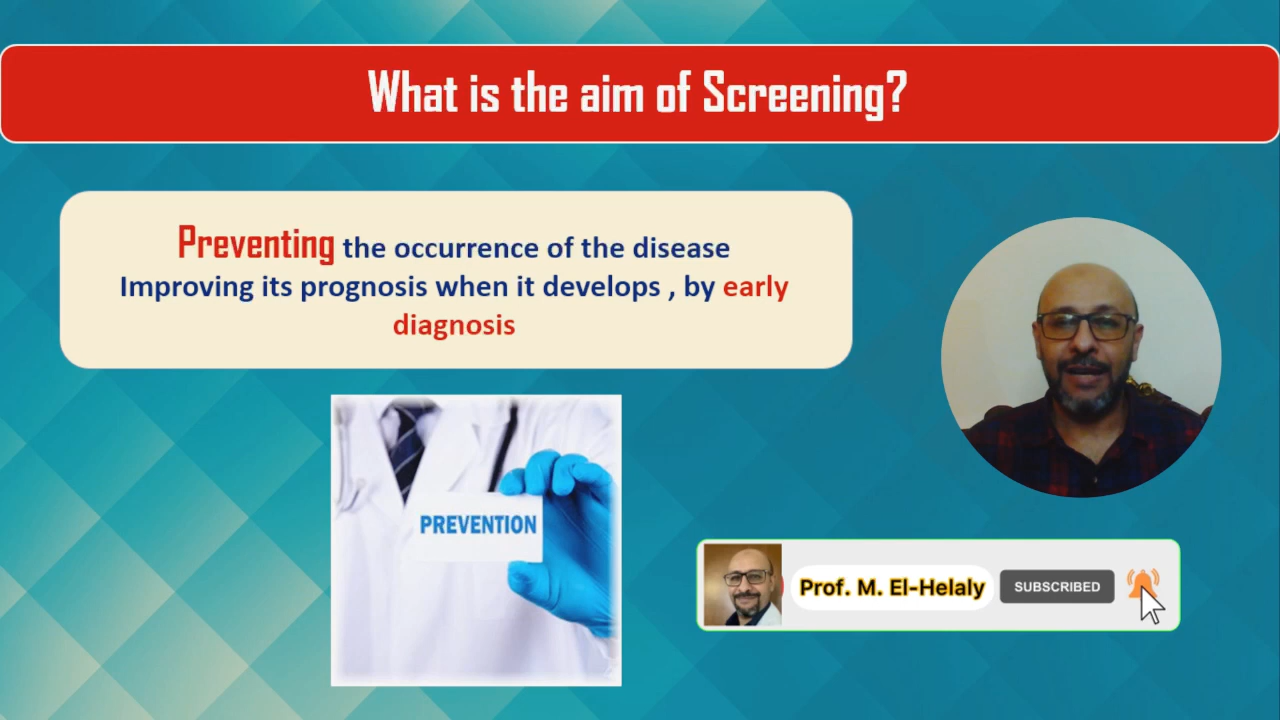 What is the aim of Screening?
Preventing the occurrence of the disease
Improving its prognosis when it develops , by early
diagnosis
PREVENTION
Prof. M. El-Helaly
SUBSCRIBED